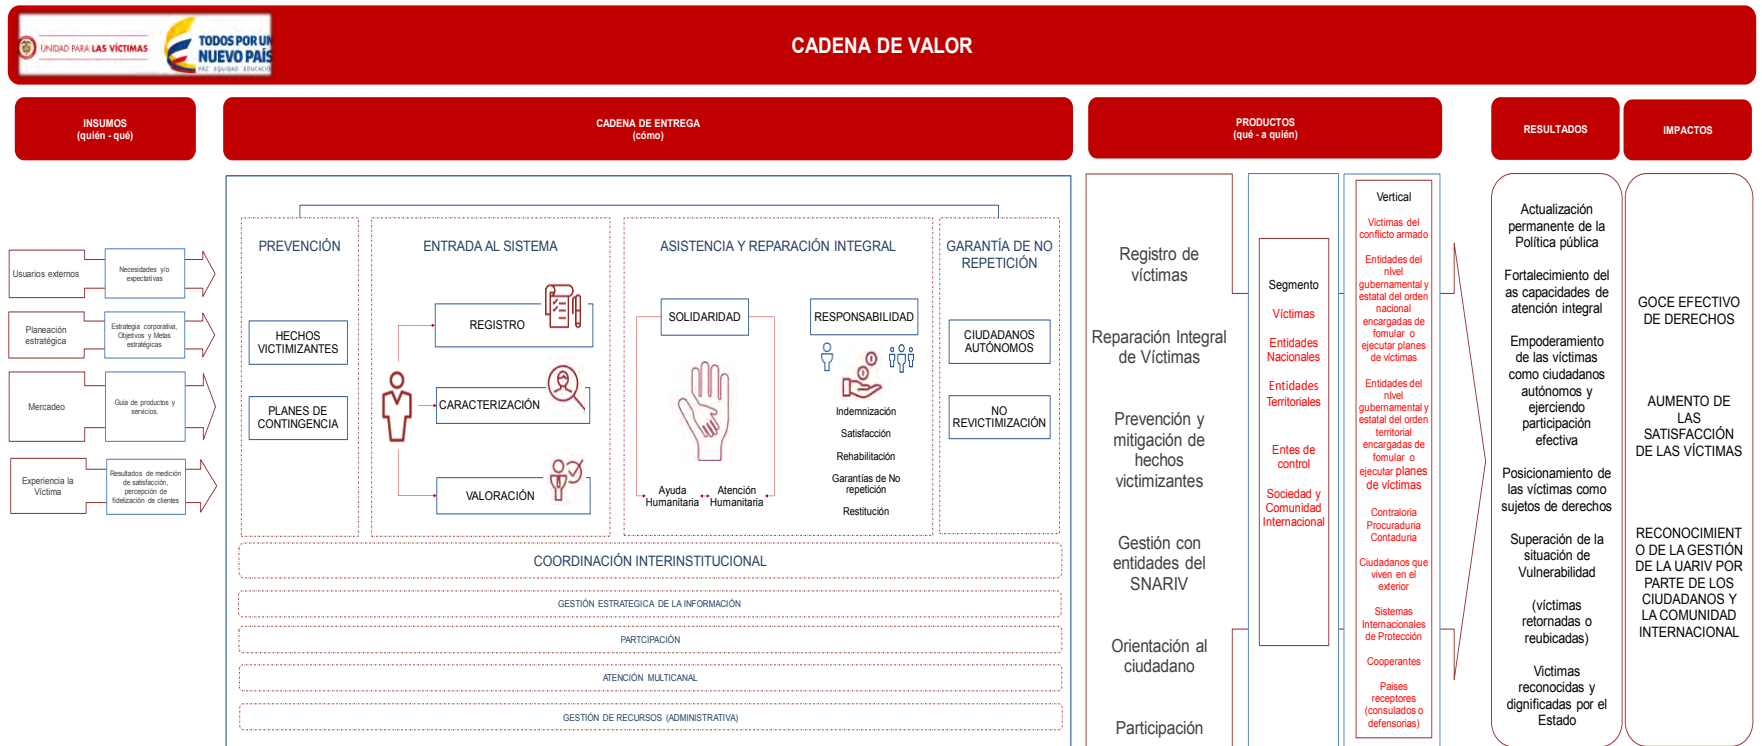 UNIDAD PARA LAS VÍCTIMAS
TODOS POR UN
NUEVO PAÍS
PAZ EQUIDAD EDUCACIÓ
CADENA DE VALOR
INSUMOS
(quién - qué)
CADENA DE ENTREGA
(cómo)
PRODUCTOS
(qué - a quién)
RESULTADOS
IMPACTOS
Usuarios externos
Necesidades y/o
expectativas
Planeación
estratégica
Estrategia corporativa,
Objetivos y Metas
estratégicas
Mercadeo
Guia de productos y
servicios.
Experiencia la
Víctima
Resultados de medición
de satisfacción,
percepción de
fidelización de clientes
PREVENCIÓN
HECHOS
VICTIMIZANTES
PLANES DE
CONTINGENCIA
ENTRADA AL SISTEMA
REGISTRO
CARACTERIZACIÓN
VALORACIÓN
ASISTENCIA Y REPARACIÓN INTEGRAL
SOLIDARIDAD
Ayuda
Humanitaria
Atención
Humanitaria
RESPONSABILIDAD
Indemnización
Satisfacción
Rehabilitación
Garantías de No
repetición
Restitución
GARANTÍA DE NO
REPETICIÓN
CIUDADANOS
AUTÓNOMOS
NO
REVICTIMIZACIÓN
COORDINACIÓN INTERINSTITUCIONAL
GESTIÓN ESTRATEGICA DE LA INFORMACIÓN
PARTCIPACIÓN
ATENCIÓN MULTICANAL
GESTIÓN DE RECURSOS (ADMINISTRATIVA)
Registro de
víctimas
Reparación Integral
de Víctimas
Prevención y
mitigación de
hechos
victimizantes
Gestión con
entidades del
SNARIV
Orientación al
ciudadano
Participación
Segmento
Víctimas
Entidades
Nacionales
Entidades
Territoriales
Entes de
control
Sociedad y
Comunidad
Internacional
Vertical
Víctimas del
conflicto armado
Entidades del
nivel
gubernamental y
estatal del orden
nacional
encargadas de
fomular o
ejecutar planes
de víctimas
Entidades del
nivel
gubernamental y
estatal del orden
territorial
encargadas de
fomular o
ejecutar planes
de víctimas
Contraloria
Procuraduria
Contaduria
Ciudadanos que
viven en el
exterior
Sistemas
Internacionales
de Protección
Cooperantes
Paises
receptores
(consulados o
defensorias)
Actualización
permanente de la
Política pública
Fortalecimiento del
as capacidades de
atención integral
Empoderamiento
de las víctimas
como ciudadanos
autónomos y
ejerciendo
participación
efectiva
Posicionamiento de
las víctimas como
sujetos de derechos
Superación de la
situación de
Vulnerabilidad
(víctimas
retornadas o
reubicadas)
Victimas
reconocidas y
dignificadas por el
Estado
GOCE EFECTIVO
DE DERECHOS
AUMENTO DE
LAS
SATISFACCIÓN
DE LAS VÍCTIMAS
RECONOCIMIENT
O DE LA GESTIÓN
DE LA UARIV POR
PARTE DE LOS
CIUDADANOS Y
LA COMUNIDAD
INTERNACIONAL